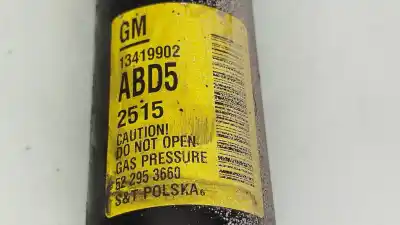 GM
13419902
ABD5
2515
CAUTION!
DO NOT OPEN.
GAS PRESSURE
52 295 3660
S&T POLSKA